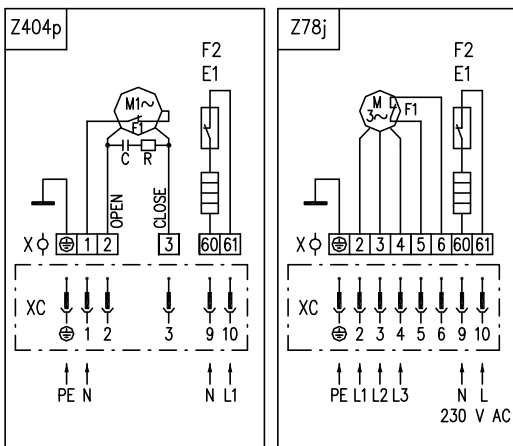 Z404p
F2
E1
M1~
F1
C R
OPEN
CLOSE
X 1 2 3 60 61
XC
1 2 3 9 10
PE N N L1
Z78j
F2
E1
M
3~
F1
X 2 3 4 5 6 60 61
XC
2 3 4 5 6 9 10
PE L1 L2 L3 N L
230 V AC